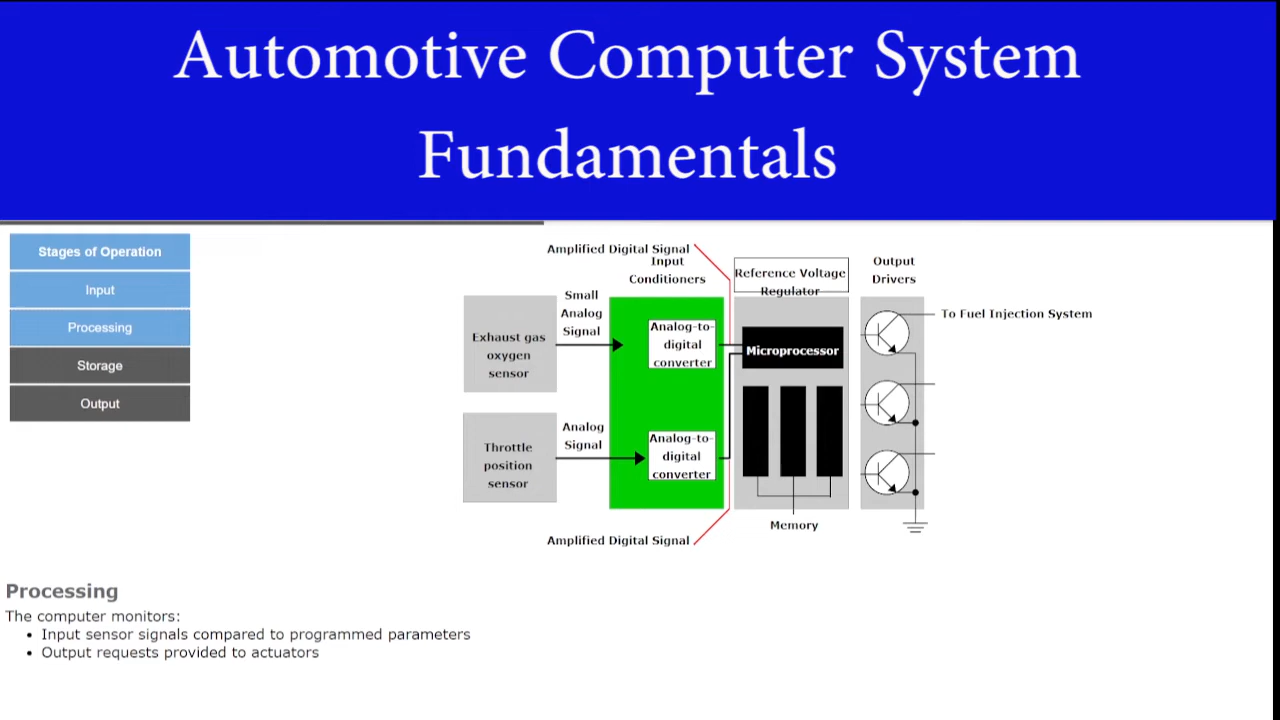 Automotive Computer System
Fundamentals
Stages of Operation
Input
Processing
Storage
Output
Amplified Digital Signal
Input
Conditioners
Reference Voltage
Regulator
Output
Drivers
Small
Analog
Signal
Exhaust gas
oxygen
sensor
Analog-to-
digital
converter
Microprocessor
To Fuel Injection System
Analog
Signal
Throttle
position
sensor
Analog-to-
digital
converter
Memory
Amplified Digital Signal
Processing
The computer monitors:
• Input sensor signals compared to programmed parameters
• Output requests provided to actuators